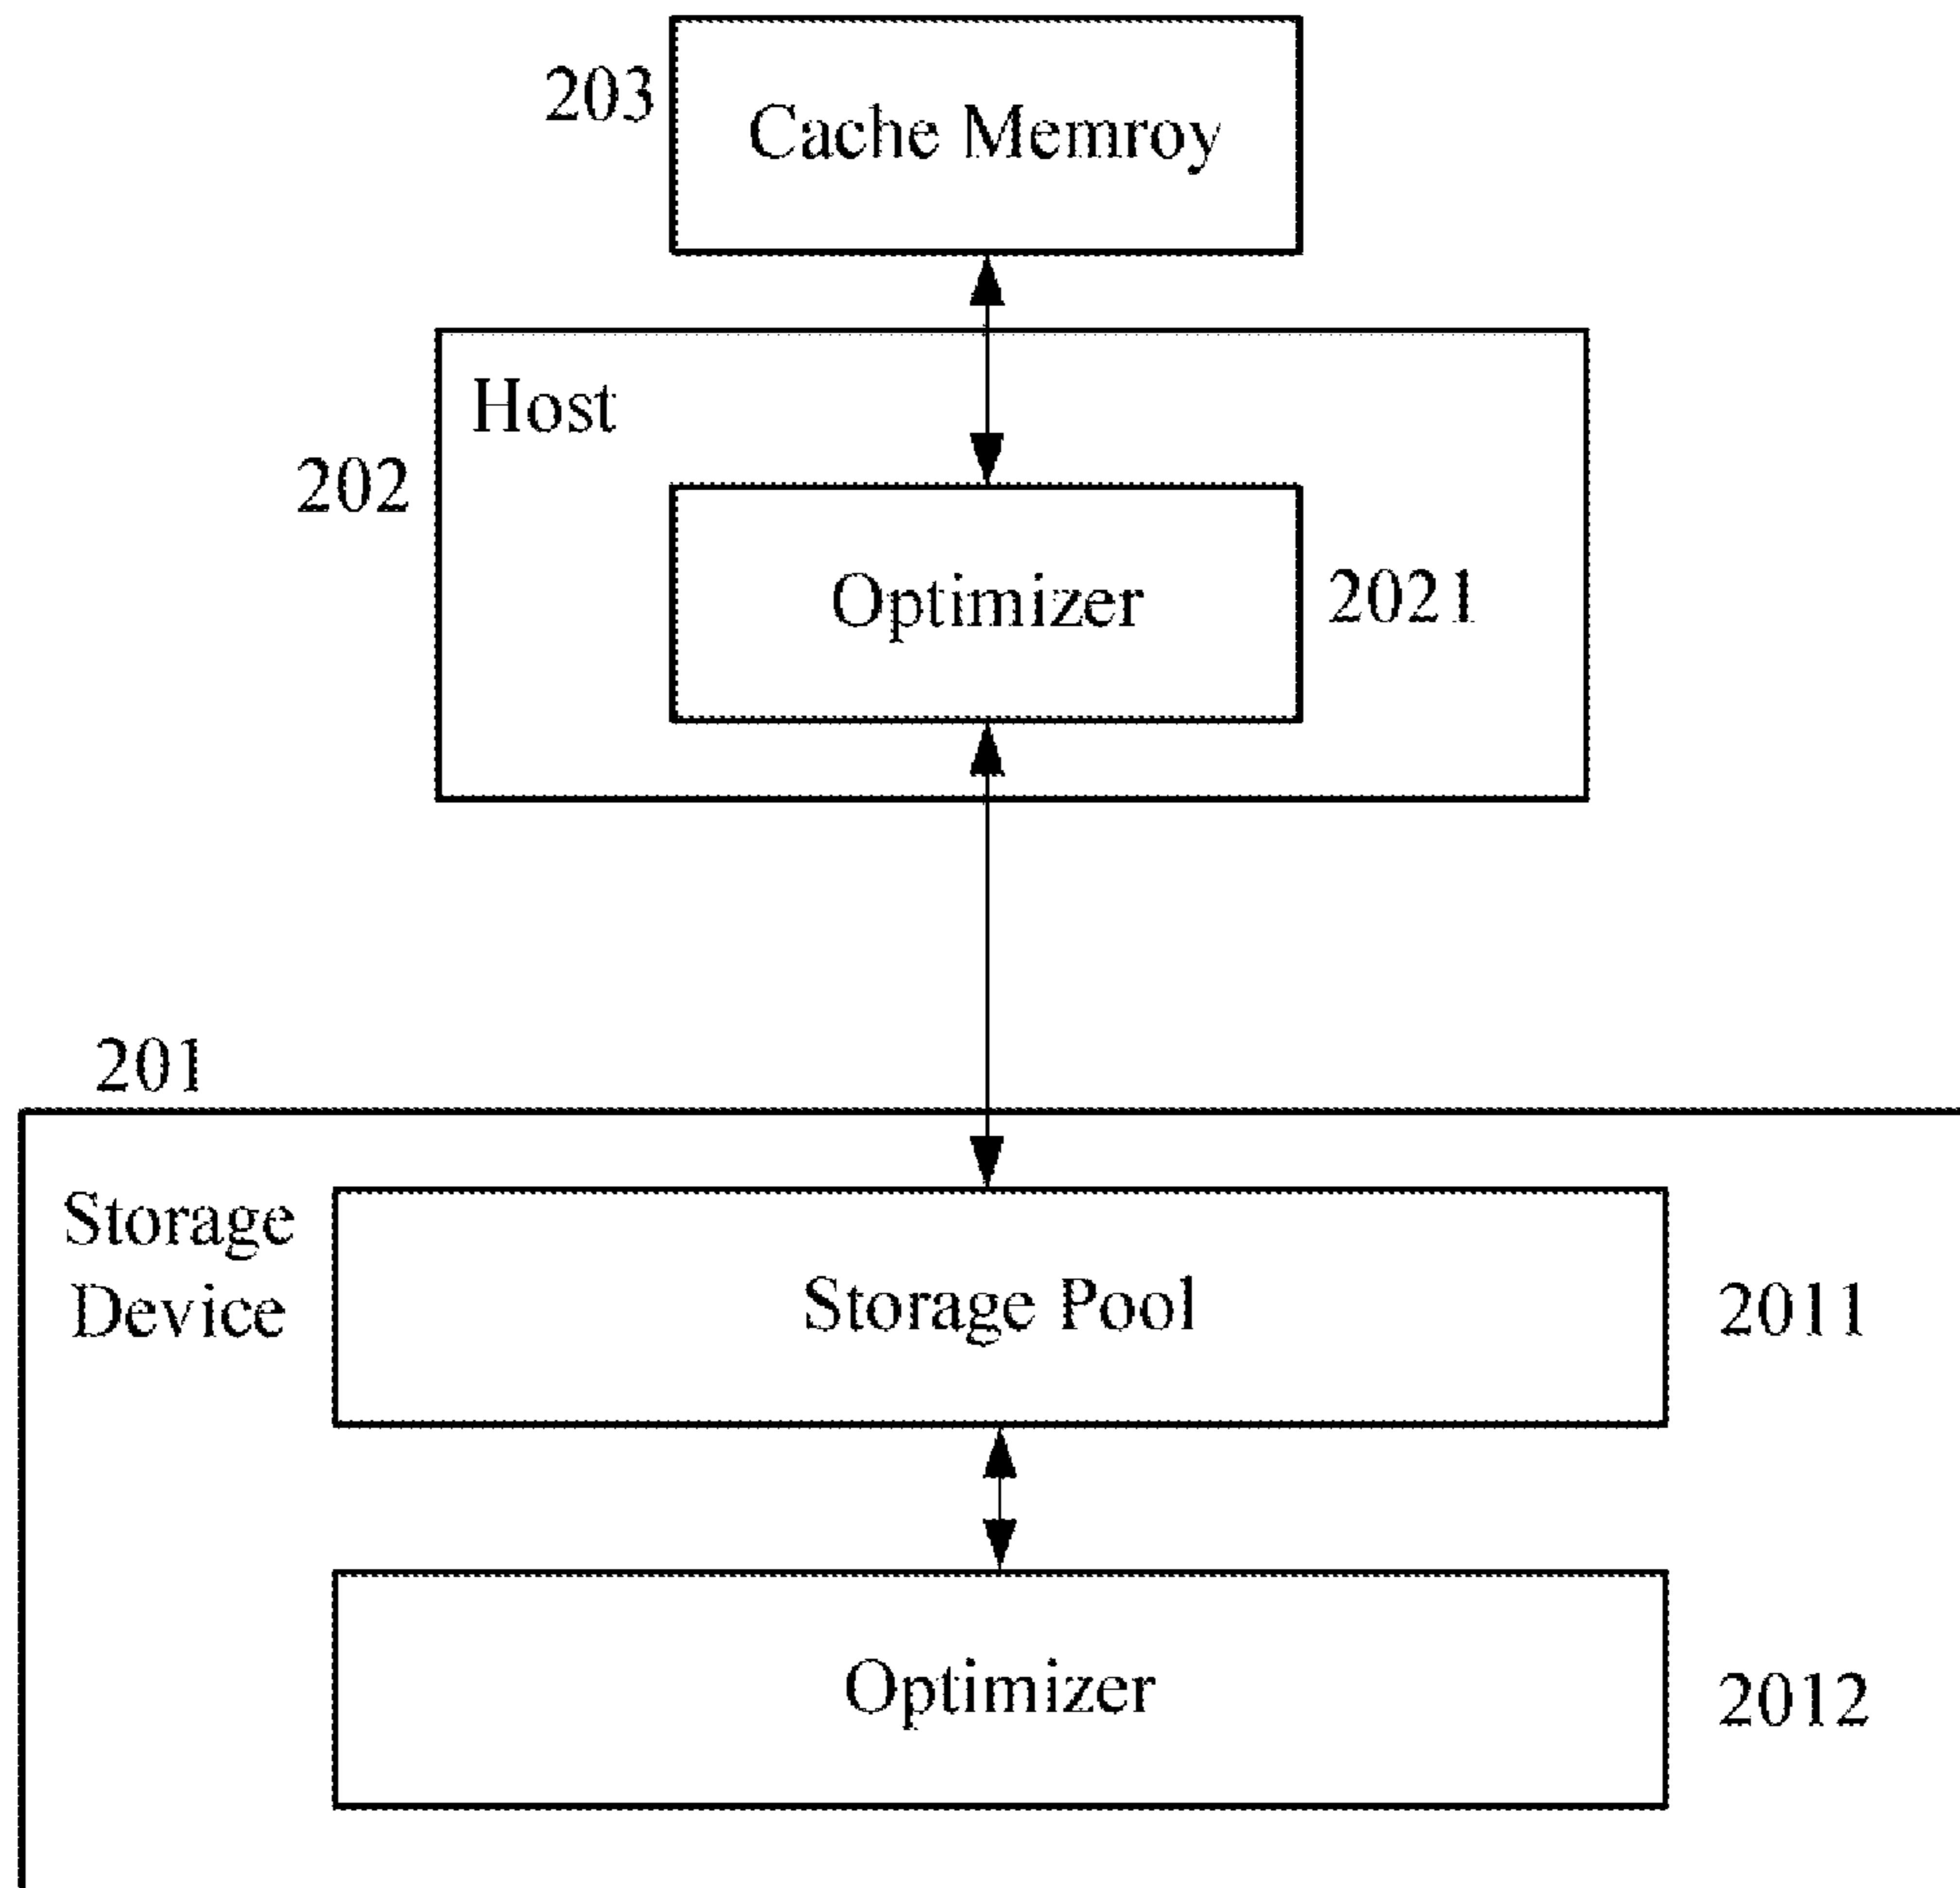 203
Cache Memroy
Host
202
Optimizer
2021
201
Storage
Device
Storage Pool
2011
Optimizer
2012